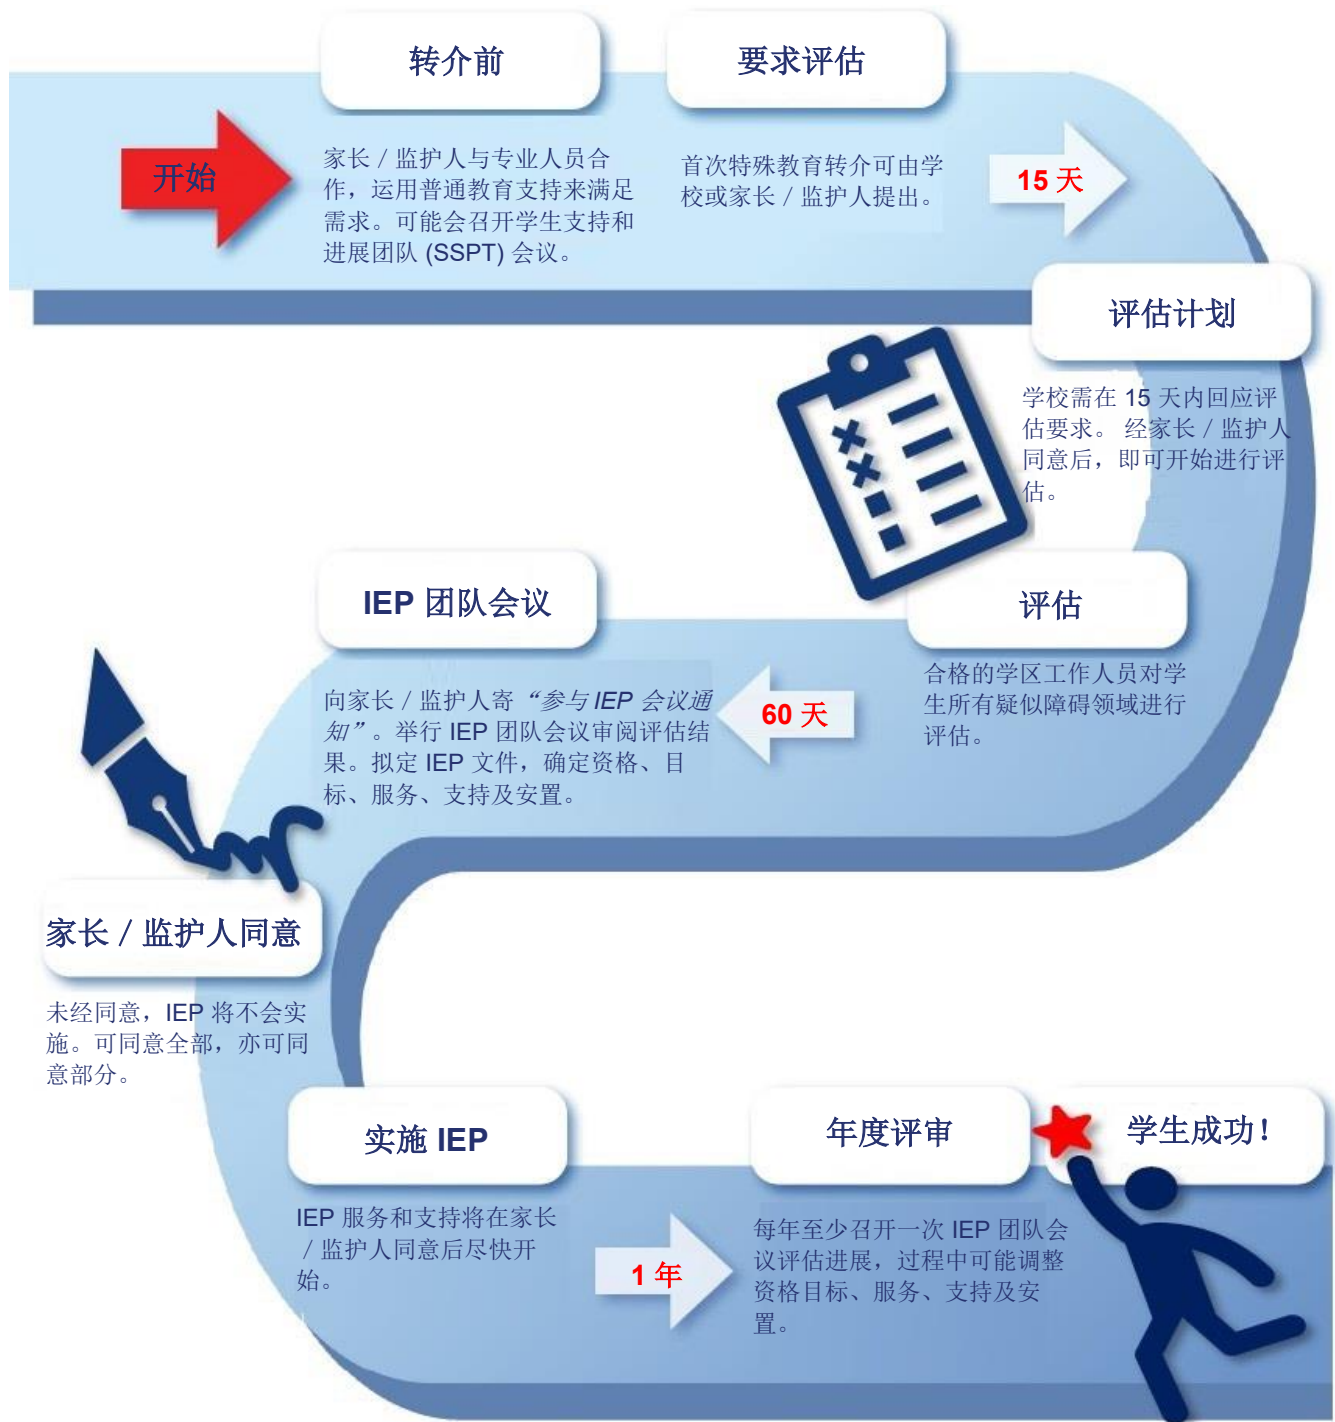 转介前
要求评估
开始
家长 / 监护人与专业人员合
作，运用普通教育支持来满足
需求。可能会召开学生支持和
进展团队 (SSPT) 会议。
首次特殊教育转介可由学
校或家长 / 监护人提出。
15 天
评估计划
学校需在 15 天内回应评
估要求。 经家长 / 监护人
同意后，即可开始进行评
估。
评估
合格的学区工作人员对学
生所有疑似障碍领域进行
评估。
60 天
IEP 团队会议
向家长 / 监护人寄“参与 IEP 会议通
知”。举行 IEP 团队会议审阅评估结
果。拟定 IEP 文件，确定资格、目
标、服务、支持及安置。
家长 / 监护人同意
未经同意，IEP 将不会实
施。可同意全部，亦可同
意部分。
实施 IEP
IEP 服务和支持将在家长
/ 监护人同意后尽快开
始。
1 年
年度评审
每年至少召开一次 IEP 团队会
议评估进展，过程中可能调整
资格目标、服务、支持及安
置。
学生成功！